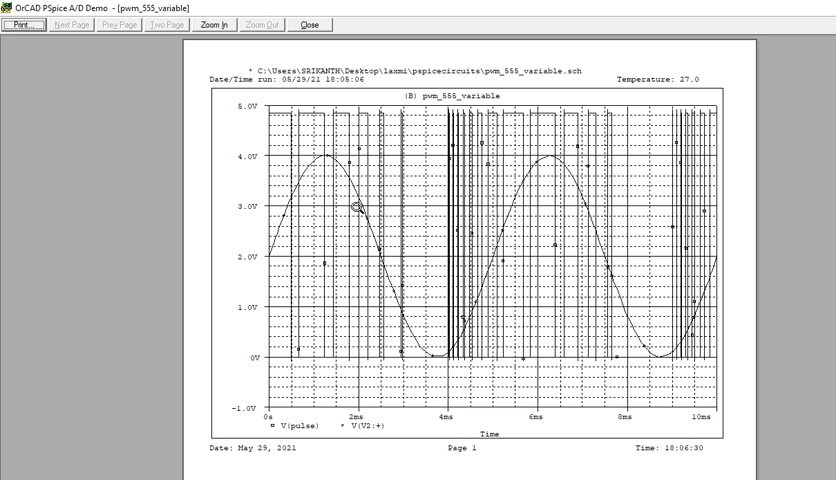 OrCAD PSpice A/D Demo - [pwm_555_variable]
Print... Next Page Prev Page Two Page Zoom In Zoom Out Close
* C:\Users\SRIKANTH\Desktop\laxmi\pspicecircuits\pwm_555_variable.sch
Date/Time run: 05/29/21 18:05:06 Temperature: 27.0
(B) pwm_555_variable
5.0V
4.0V
3.0V
2.0V
1.0V
0V
-1.0V
0s 2ms 4ms 6ms 8ms 10ms
V(pulse) V(V2:+)
Time
Date: May 29, 2021 Page 1 Time: 18:06:30